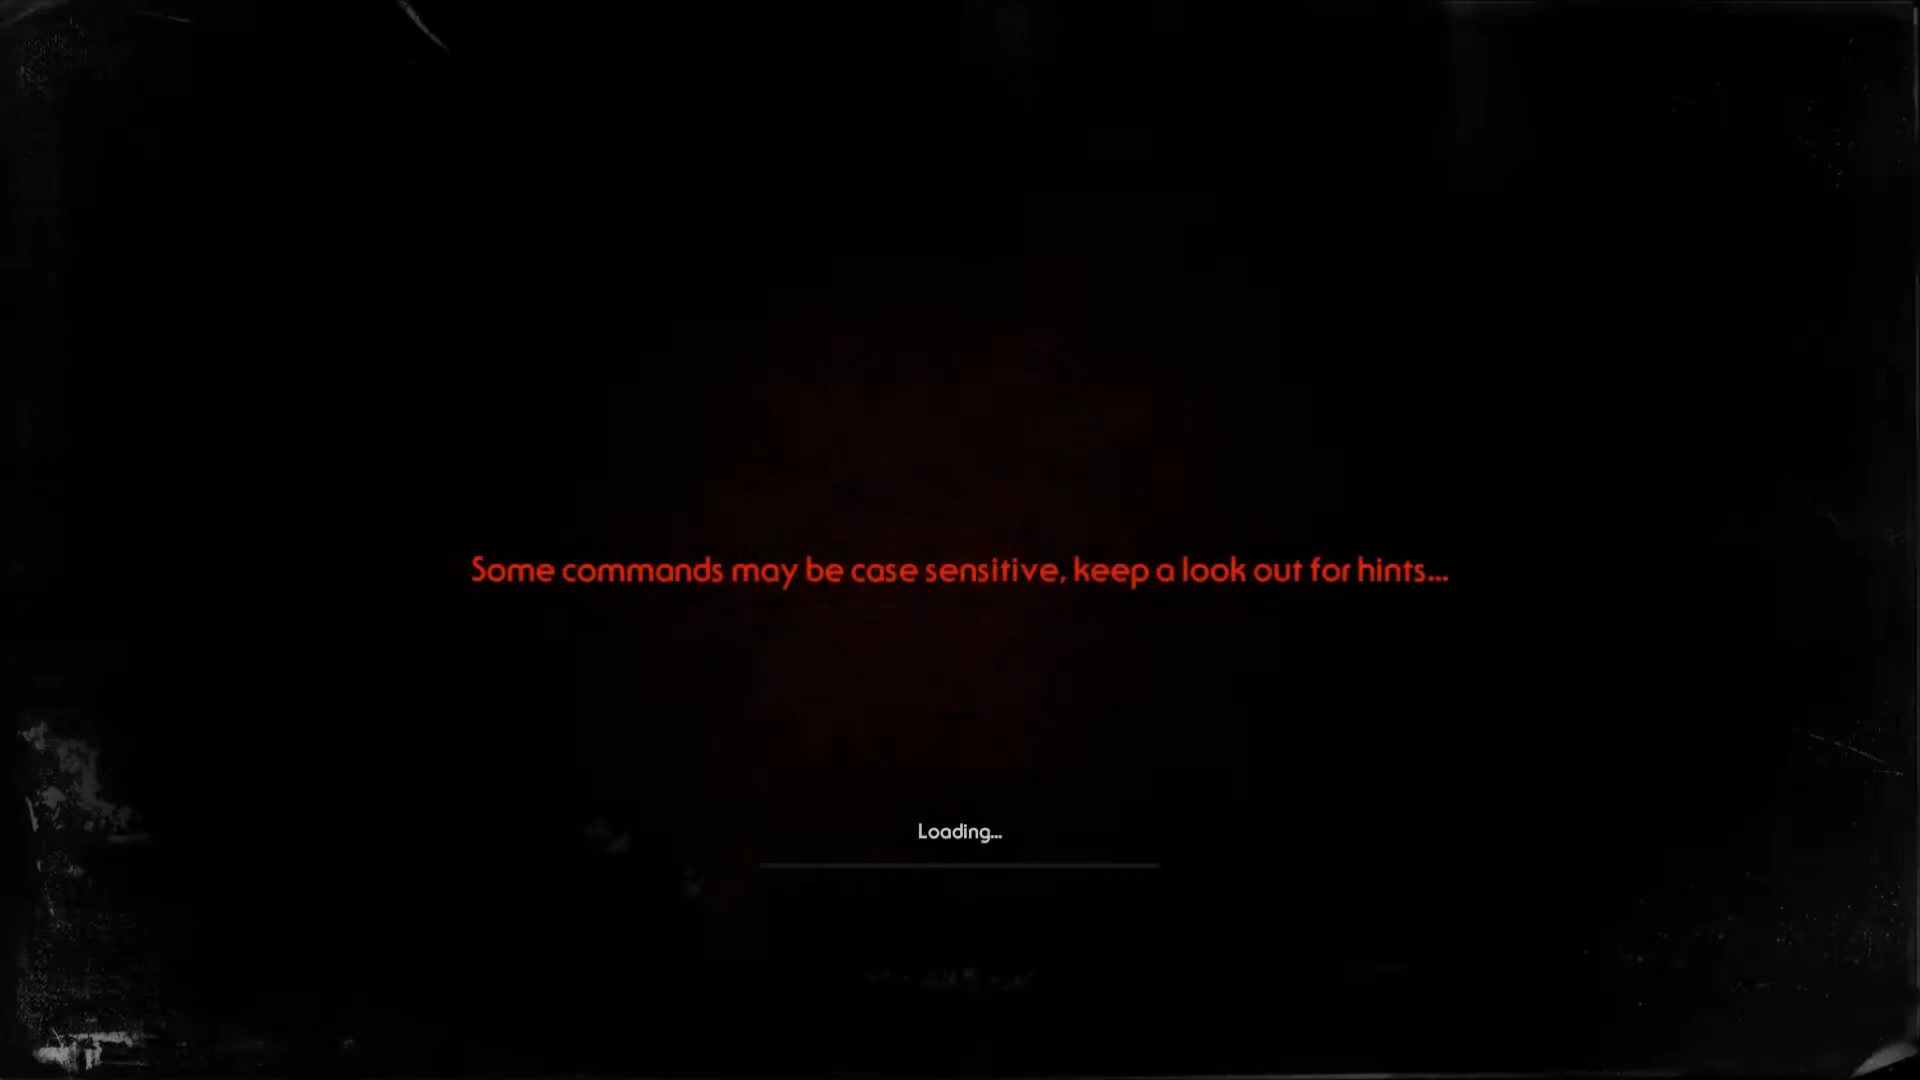 Some commands may be case sensitive, keep a look out for hints...
Loading...